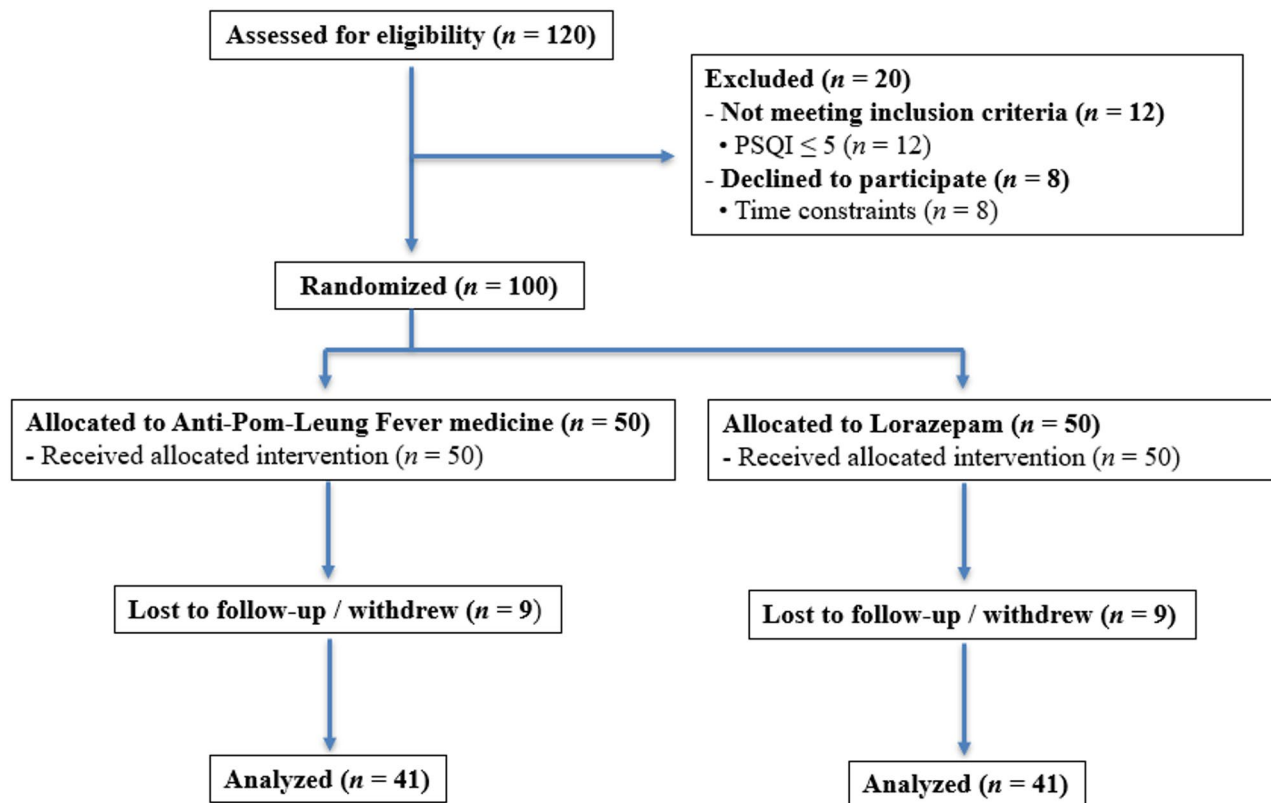 Assessed for eligibility (n = 120)
Excluded (n = 20)
- Not meeting inclusion criteria (n = 12)
• PSQI ≤ 5 (n = 12)
- Declined to participate (n = 8)
• Time constraints (n = 8)
Randomized (n = 100)
Allocated to Anti-Pom-Leung Fever medicine (n = 50)
- Received allocated intervention (n = 50)
Allocated to Lorazepam (n = 50)
- Received allocated intervention (n = 50)
Lost to follow-up / withdrew (n = 9)
Lost to follow-up / withdrew (n = 9)
Analyzed (n = 41)
Analyzed (n = 41)